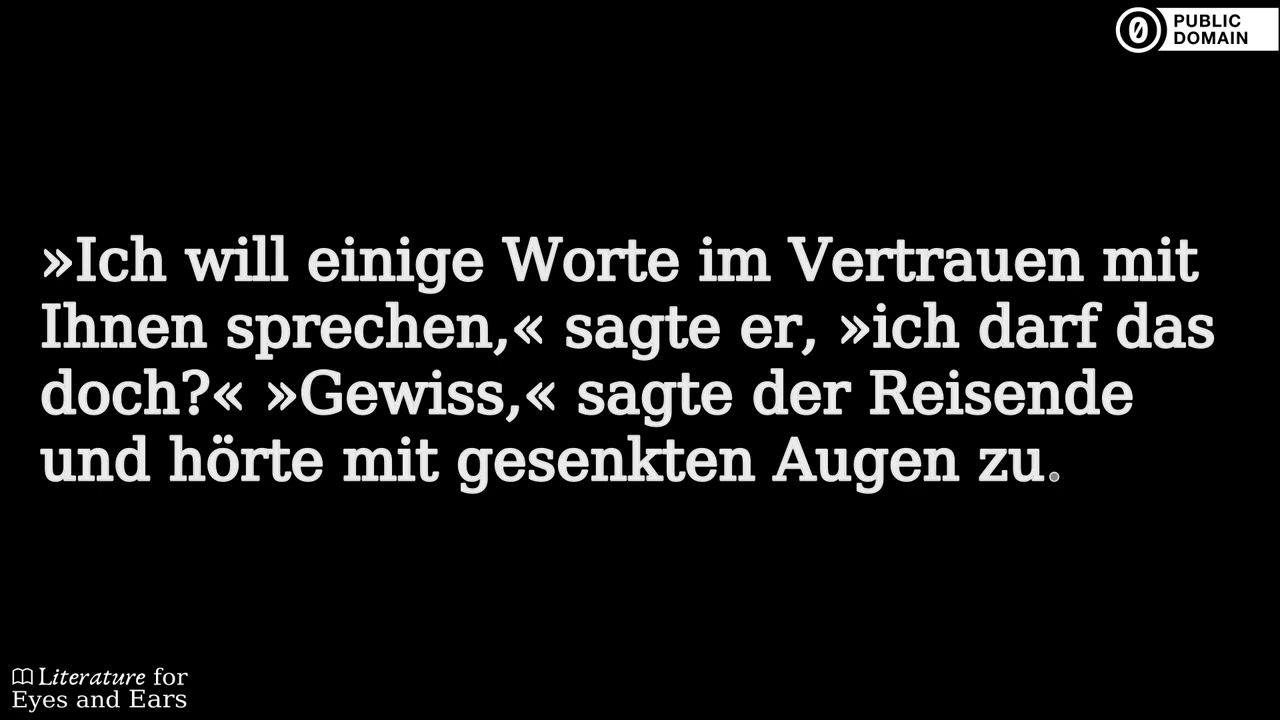 PUBLIC
DOMAIN
»Ich will einige Worte im Vertrauen mit
Ihnen sprechen,« sagte er, »ich darf das
doch?« »Gewiss,« sagte der Reisende
und hörte mit gesenkten Augen zu.
Literature for
Eyes and Ears